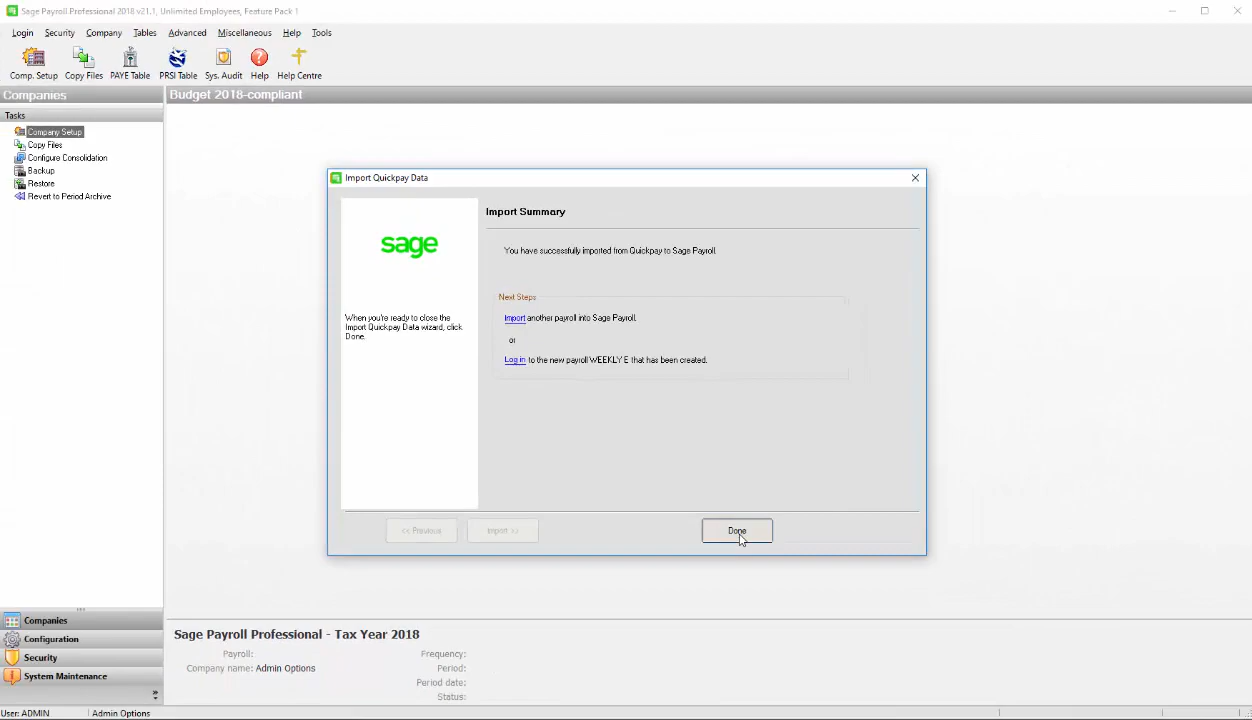 Sage Payroll Professional 2018 v21.1, Unlimited Employees, Feature Pack 1
Login Security Company Tables Advanced Miscellaneous Help Tools
Comp. Setup Copy Files PAYE Table PRSI Table Sys. Audit Help Help Centre
Companies
Budget 2018-compliant
Tasks
Company Setup
Copy Files
Configure Consolidation
Backup
Restore
Revert to Period Archive
Import Quickpay Data
sage
When you're ready to close the
Import Quickpay Data wizard, click
Done.
Import Summary
You have successfully imported from Quickpay to Sage Payroll.
Next Steps
Import another payroll into Sage Payroll.
or
Log in to the new payroll WEEKLY E that has been created.
<< Previous Import >> Done
Companies
Configuration
Security
System Maintenance
Sage Payroll Professional - Tax Year 2018
Payroll:
Company name: Admin Options
Frequency:
Period:
Period date:
Status:
User: ADMIN Admin Options